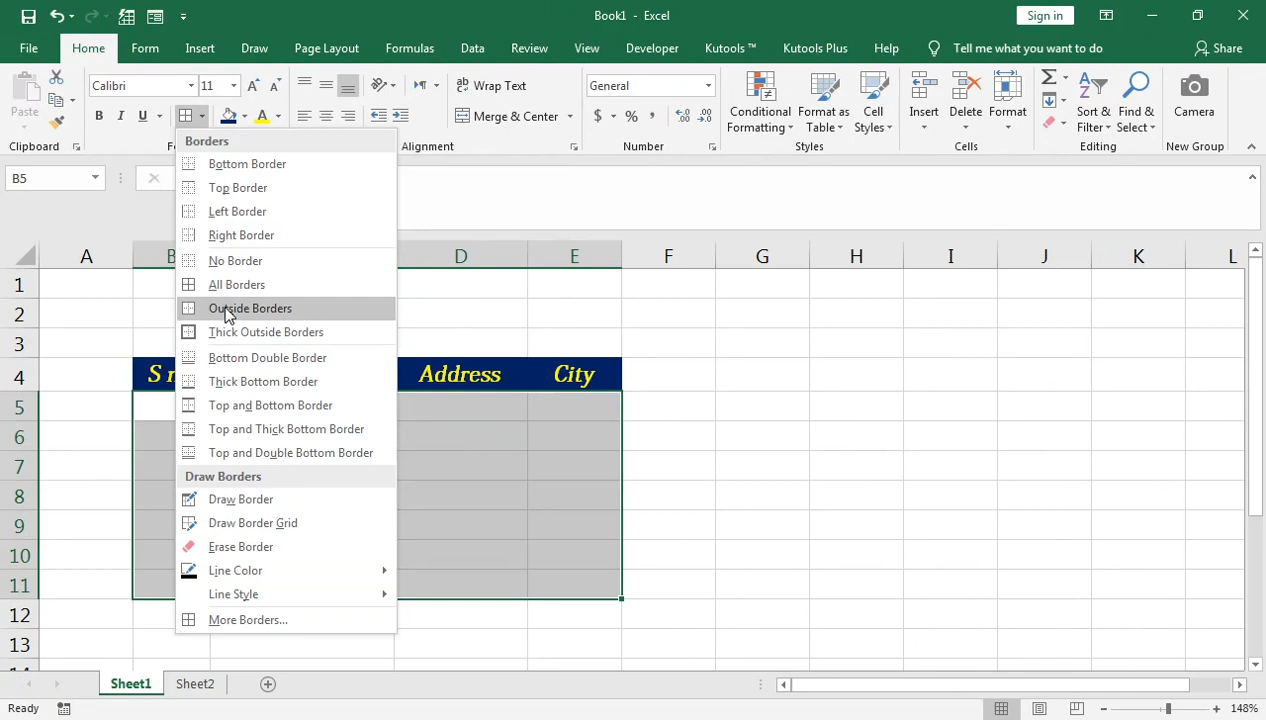 Book1 - Excel
Sign in
File Home Form Insert Draw Page Layout Formulas Data Review View Developer Kutools ™ Kutools Plus Help Tell me what you want to do Share
Paste
Calibri 11
B I U
Wrap Text
Merge & Center
General
$ % ,
Conditional Formatting
Format as Table
Cell Styles
Insert
Delete
Format
Sort & Filter
Find & Select
Camera
Clipboard Alignment Number Styles Cells Editing New Group
B5
Borders
Bottom Border
Top Border
Left Border
Right Border
No Border
All Borders
Outside Borders
Thick Outside Borders
Bottom Double Border
Thick Bottom Border
Top and Bottom Border
Top and Thick Bottom Border
Top and Double Bottom Border
Draw Borders
Draw Border
Draw Border Grid
Erase Border
Line Color
Line Style
More Borders...
A D E F G H I J K L
1
2
3
4 S Address City
5
6
7
8
9
10
11
12
13
Sheet1 Sheet2
Ready 148%